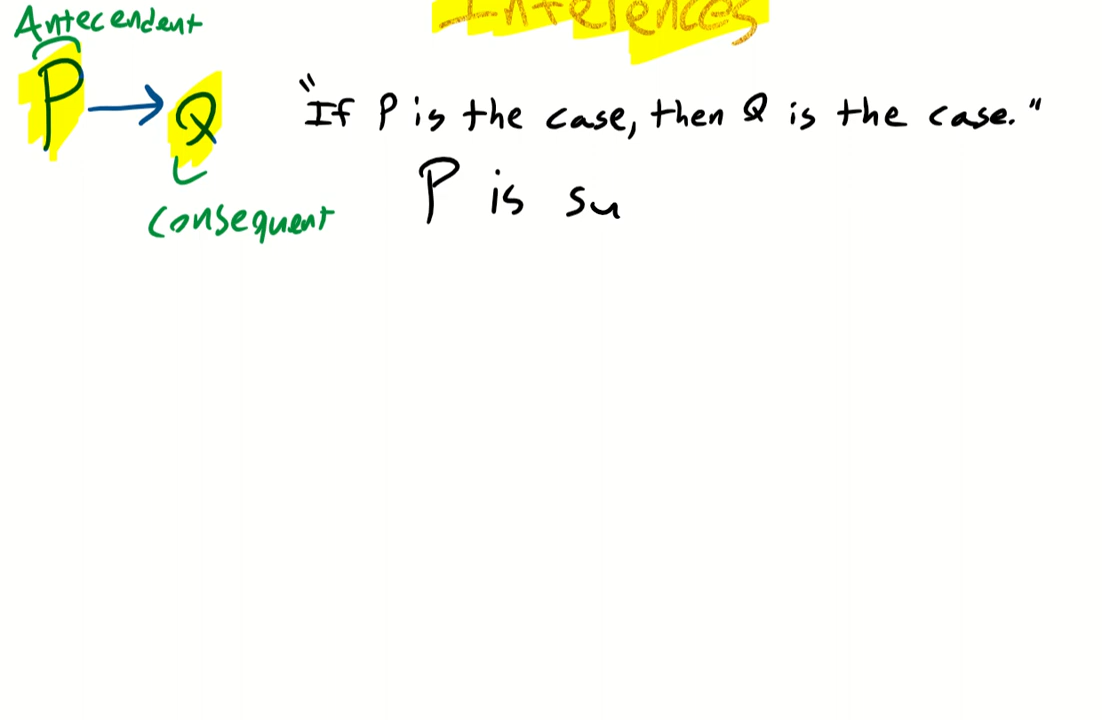 Inferences
Antecendent
P → Q
"If P is the case, then Q is the case."
P is su
Consequent